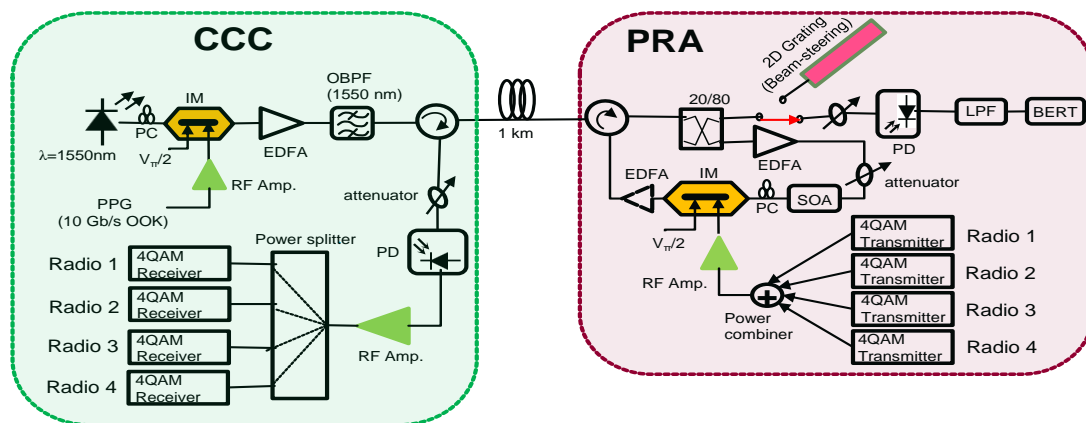 CCC
OBPF
(1550 nm)
IM
PC
λ=1550nm
Vπ/2
EDFA
RF Amp.
PPG
(10 Gb/s OOK)
attenuator
Power splitter
PD
Radio 1
4QAM
Receiver
Radio 2
4QAM
Receiver
Radio 3
4QAM
Receiver
Radio 4
4QAM
Receiver
RF Amp.
1 km
PRA
2D Grating
(Beam-steering)
20/80
PD
LPF
BERT
EDFA
EDFA
IM
PC
SOA
attenuator
Vπ/2
RF Amp.
Power
combiner
4QAM
Transmitter
Radio 1
4QAM
Transmitter
Radio 2
4QAM
Transmitter
Radio 3
4QAM
Transmitter
Radio 4